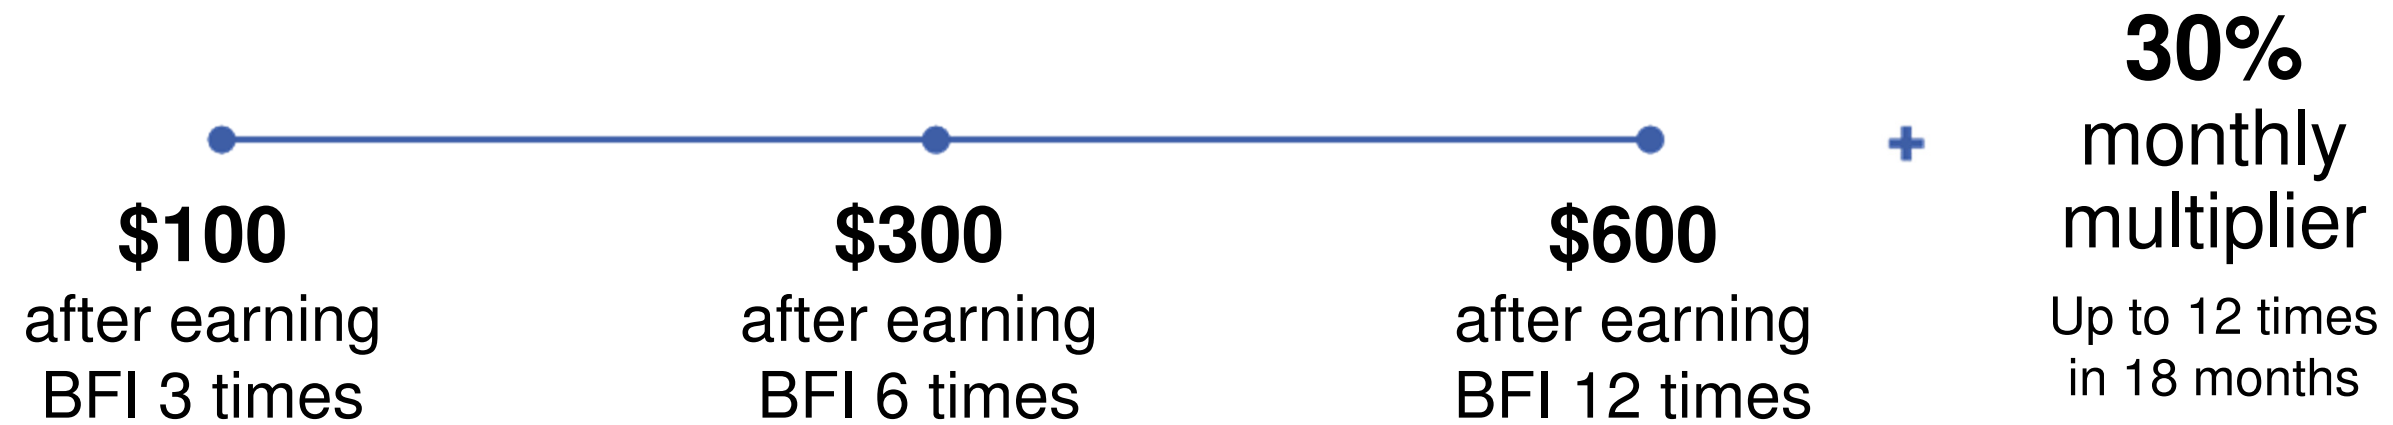 $100
after earning
BFI 3 times
$300
after earning
BFI 6 times
$600
after earning
BFI 12 times
+
30%
monthly
multiplier
Up to 12 times
in 18 months